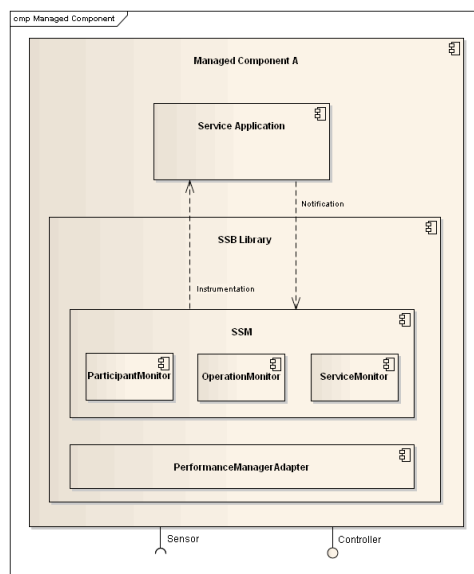 cmp Managed Component
Managed Component A
Service Application
Notification
SSB Library
Instrumentation
SSM
ParticipantMonitor
OperationMonitor
ServiceMonitor
PerformanceManagerAdapter
Sensor
Controller